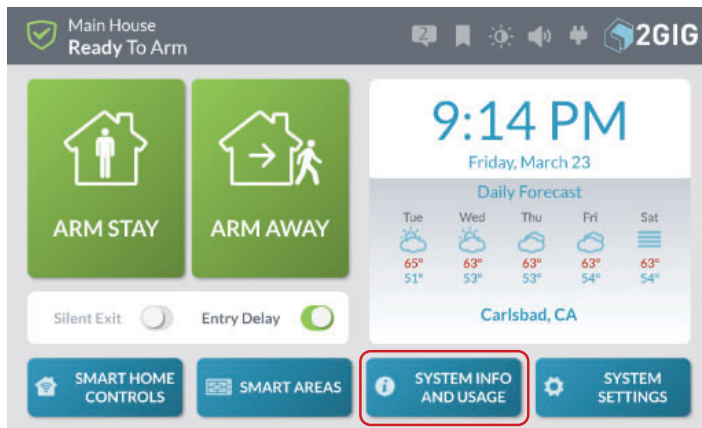 Main House
Ready To Arm
2
2GIG
ARM STAY
ARM AWAY
Silent Exit
Entry Delay
9:14 PM
Friday, March 23
Daily Forecast
Tue Wed Thu Fri Sat
65° 63° 63° 63° 63°
51° 53° 53° 54° 54°
Carlsbad, CA
SMART HOME
CONTROLS
SMART AREAS
SYSTEM INFO
AND USAGE
SYSTEM
SETTINGS